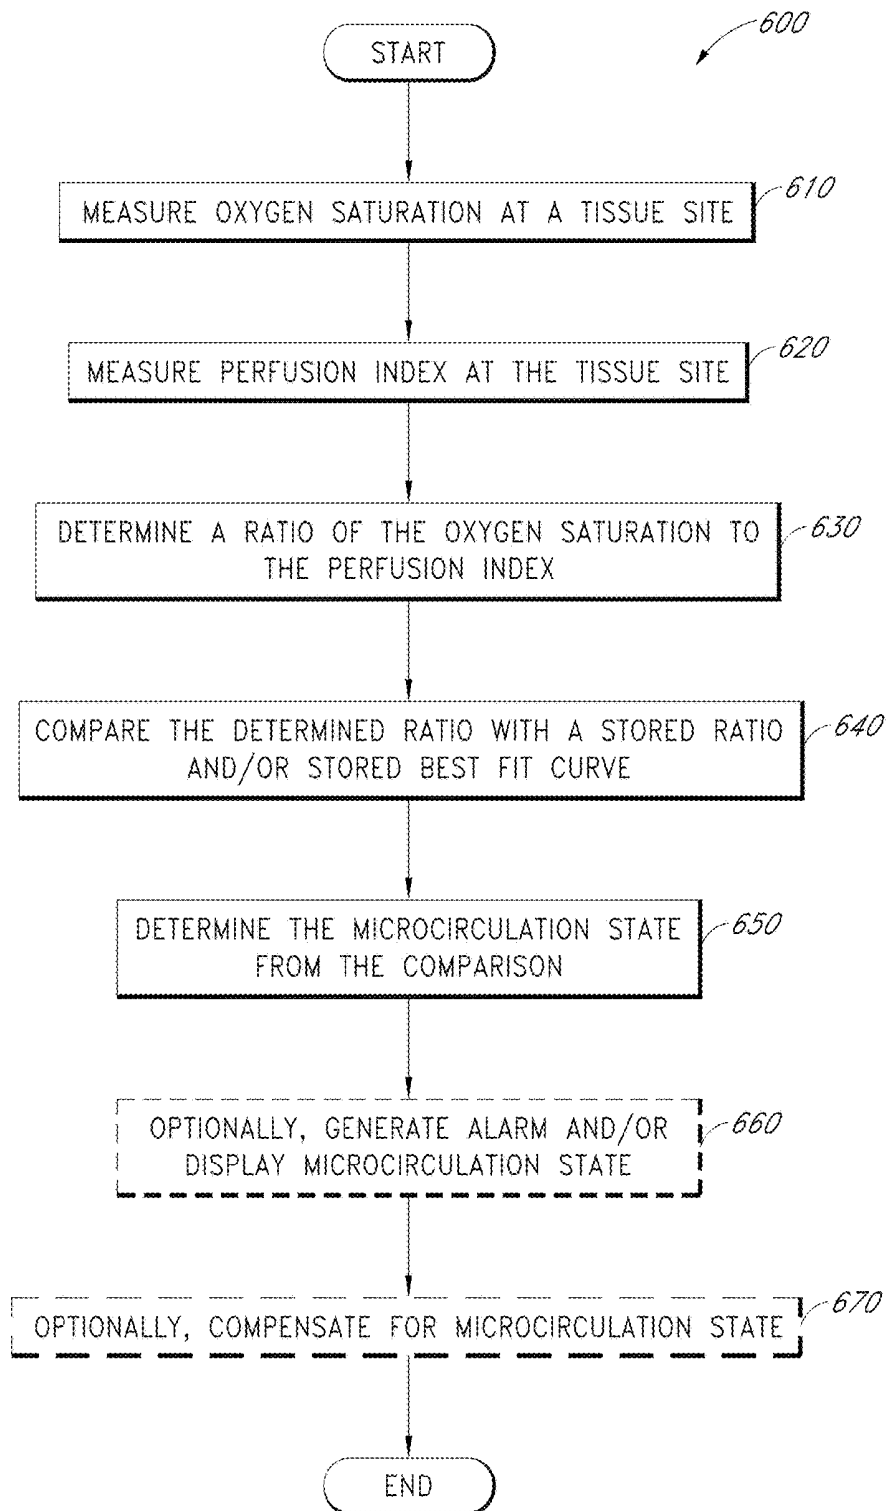 600
START
610
MEASURE OXYGEN SATURATION AT A TISSUE SITE
620
MEASURE PERFUSION INDEX AT THE TISSUE SITE
630
DETERMINE A RATIO OF THE OXYGEN SATURATION TO
THE PERFUSION INDEX
640
COMPARE THE DETERMINED RATIO WITH A STORED RATIO
AND/OR STORED BEST FIT CURVE
650
DETERMINE THE MICROCIRCULATION STATE
FROM THE COMPARISON
660
OPTIONALLY, GENERATE ALARM AND/OR
DISPLAY MICROCIRCULATION STATE
670
OPTIONALLY, COMPENSATE FOR MICROCIRCULATION STATE
END